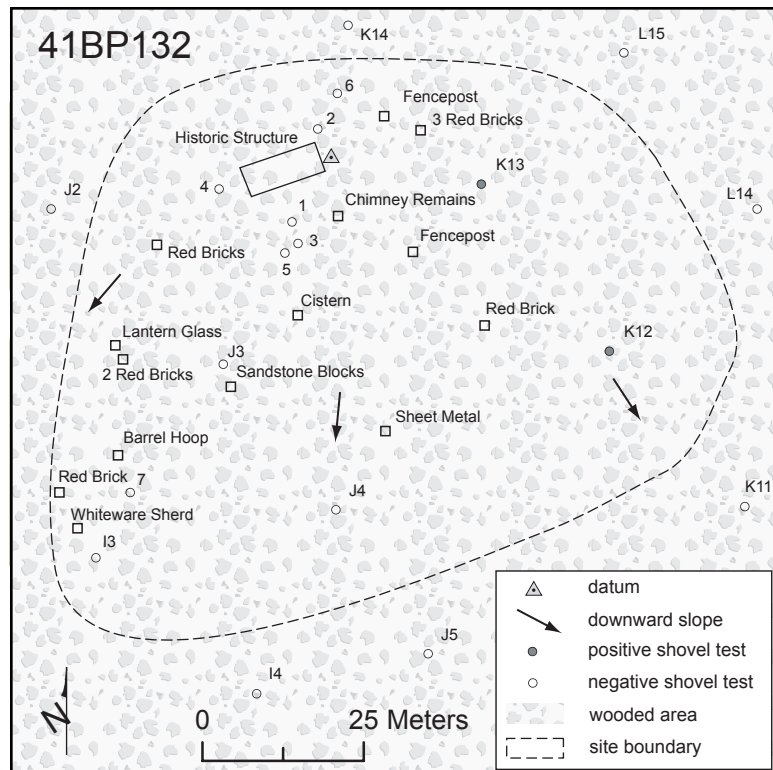 41BP132
K14
L15
6
Fencepost
2
3 Red Bricks
Historic Structure
K13
4
J2
L14
Chimney Remains
1
Red Bricks
3
Fencepost
5
Cistern
Red Brick
K12
Lantern Glass
J3
2 Red Bricks
Sandstone Blocks
Sheet Metal
Barrel Hoop
Red Brick
7
K11
J4
Whiteware Sherd
I3
datum
downward slope
J5
positive shovel test
I4
negative shovel test
N
0
25 Meters
wooded area
site boundary